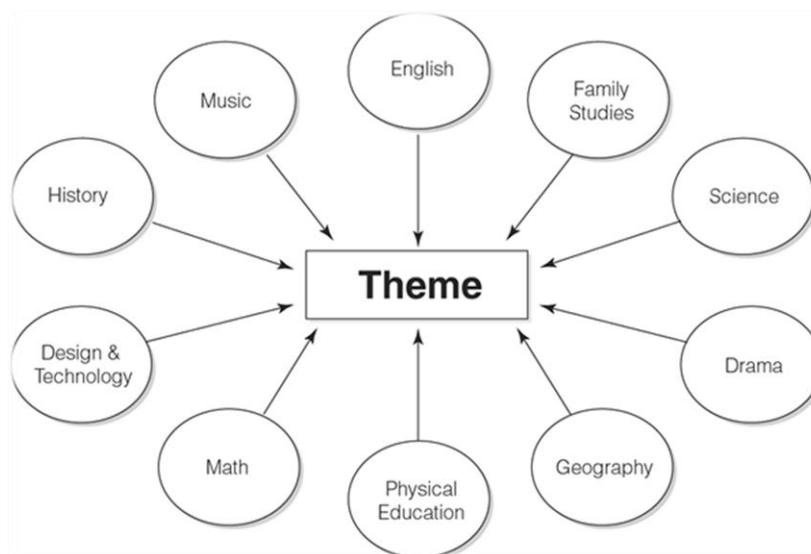 English
Music
Family
Studies
History
Science
Theme
Design &
Technology
Drama
Math
Geography
Physical
Education